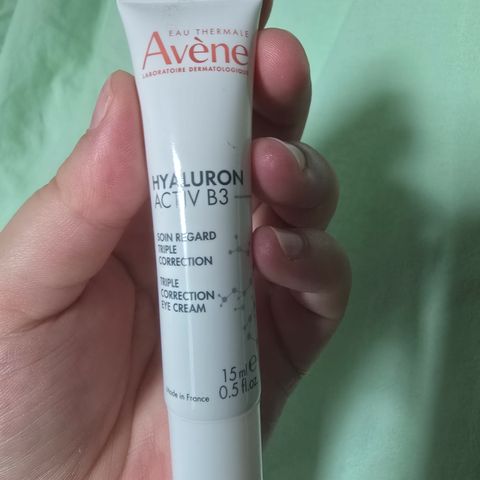 EAU THERMALE
Avène
LABORATOIRE DERMATOLOGIQUE
HYALURON
ACTIV B3
SOIN REGARD
TRIPLE
CORRECTION
TRIPLE
CORRECTION
EYE CREAM
15 ml e
0.5 fl.oz.
Made in France